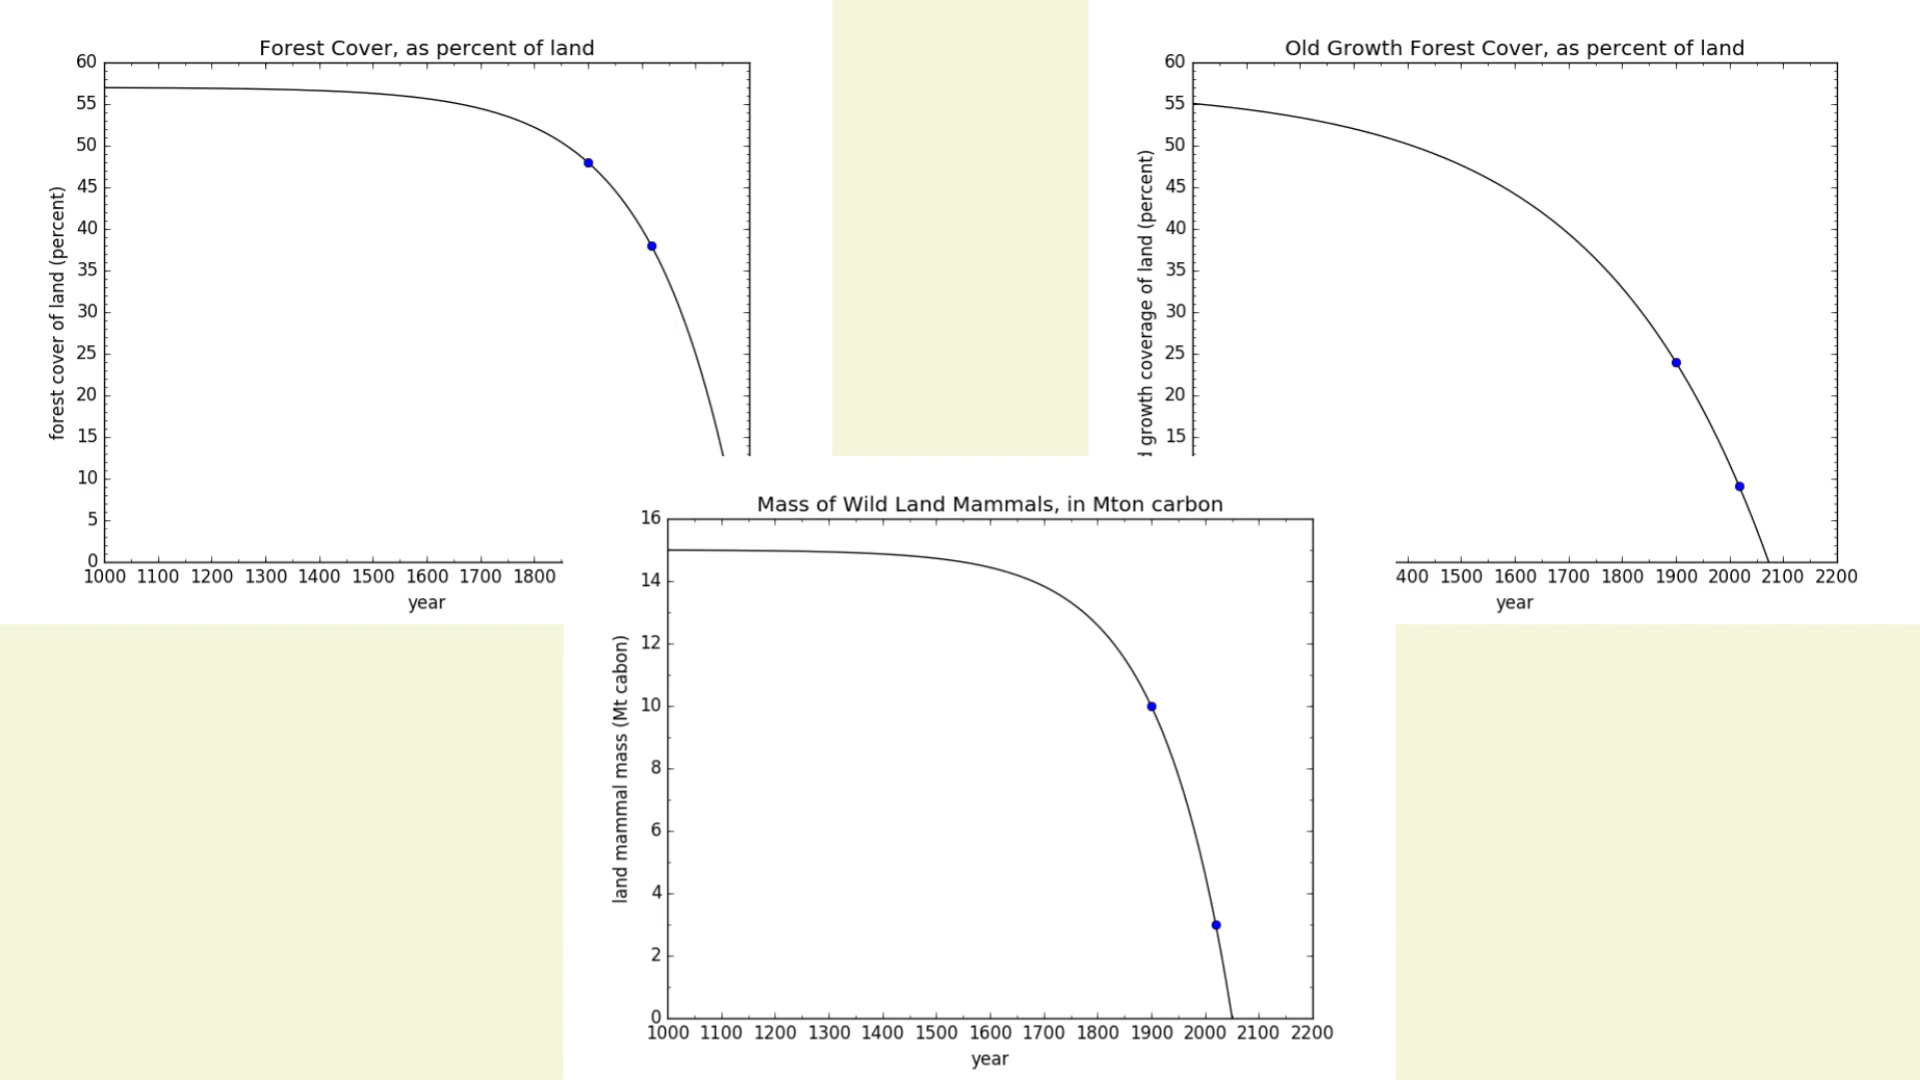 Forest Cover, as percent of land
60
55
50
45
40
35
30
25
20
15
10
5
0
forest cover of land (percent)
1000 1100 1200 1300 1400 1500 1600 1700 1800
year
Old Growth Forest Cover, as percent of land
60
55
50
45
40
35
30
25
20
15
growth coverage of land (percent)
400 1500 1600 1700 1800 1900 2000 2100 2200
year
Mass of Wild Land Mammals, in Mton carbon
16
14
12
10
8
6
4
2
0
land mammal mass (Mt cabon)
1000 1100 1200 1300 1400 1500 1600 1700 1800 1900 2000 2100 2200
year